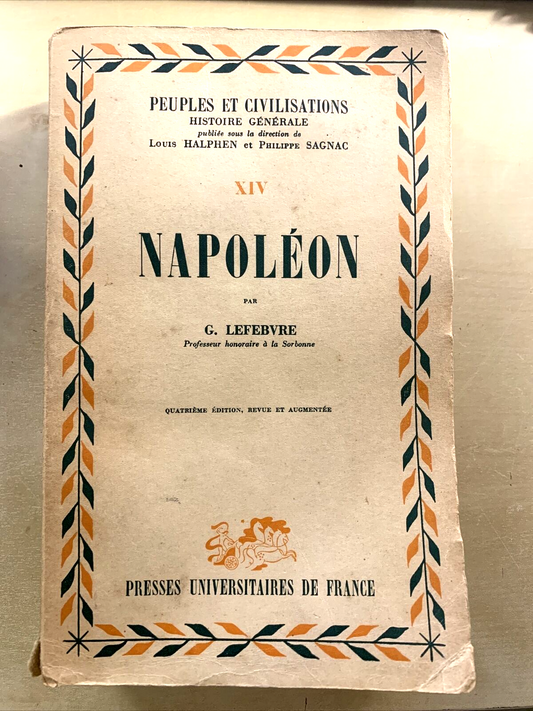 PEUPLES ET CIVILISATIONS
HISTOIRE GÉNÉRALE
publiée sous la direction de
LOUIS HALPHEN et PHILIPPE SAGNAC
XIV
NAPOLÉON
PAR
G. LEFEBVRE
Professeur honoraire à la Sorbonne
QUATRIÈME ÉDITION, REVUE ET AUGMENTÉE
PRESSES UNIVERSITAIRES DE FRANCE